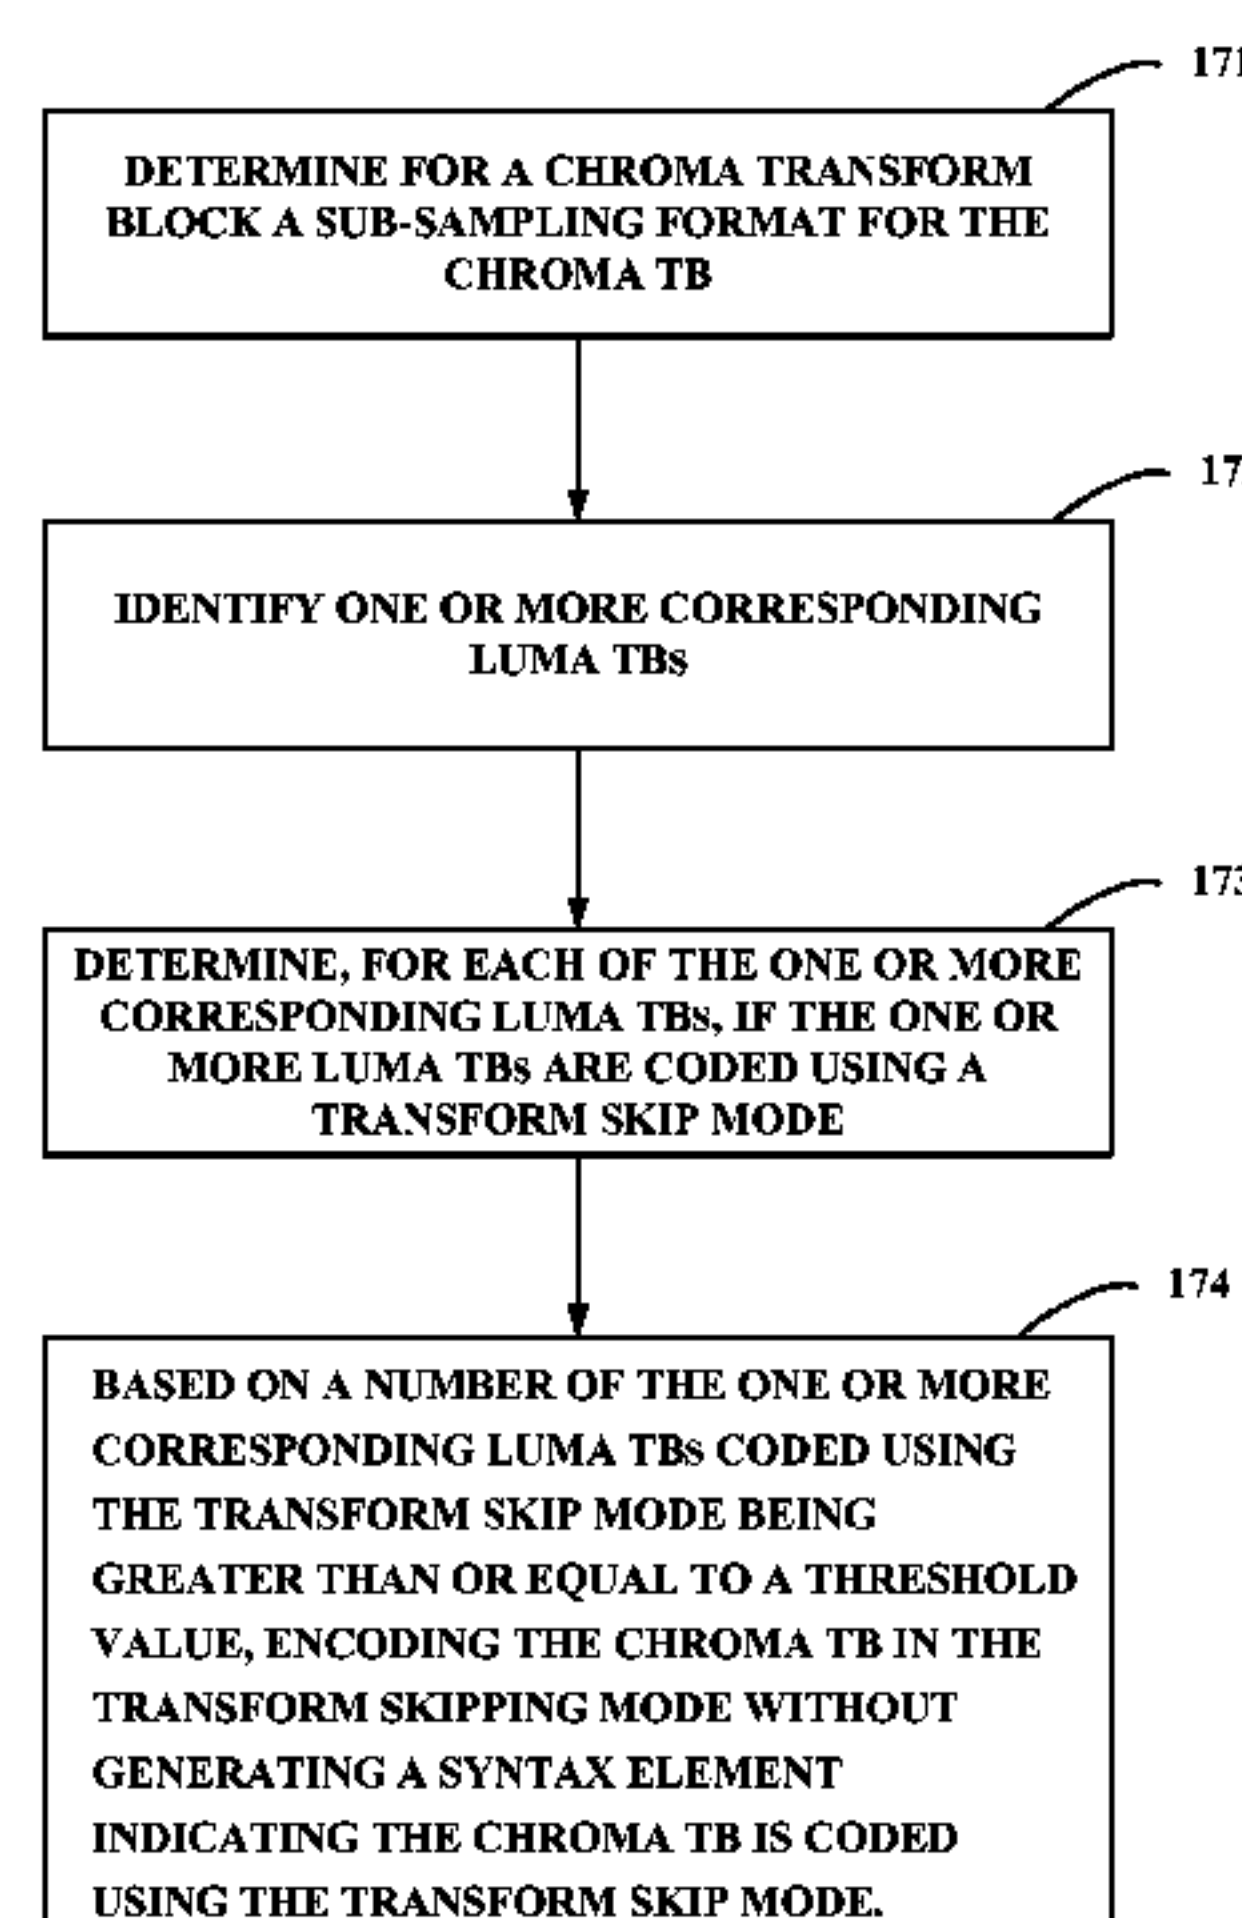 171
DETERMINE FOR A CHROMA TRANSFORM
BLOCK A SUB-SAMPLING FORMAT FOR THE
CHROMA TB
17
IDENTIFY ONE OR MORE CORRESPONDING
LUMA TBs
173
DETERMINE, FOR EACH OF THE ONE OR MORE
CORRESPONDING LUMA TBs, IF THE ONE OR
MORE LUMA TBs ARE CODED USING A
TRANSFORM SKIP MODE
174
BASED ON A NUMBER OF THE ONE OR MORE
CORRESPONDING LUMA TBs CODED USING
THE TRANSFORM SKIP MODE BEING
GREATER THAN OR EQUAL TO A THRESHOLD
VALUE, ENCODING THE CHROMA TB IN THE
TRANSFORM SKIPPING MODE WITHOUT
GENERATING A SYNTAX ELEMENT
INDICATING THE CHROMA TB IS CODED
USING THE TRANSFORM SKIP MODE.